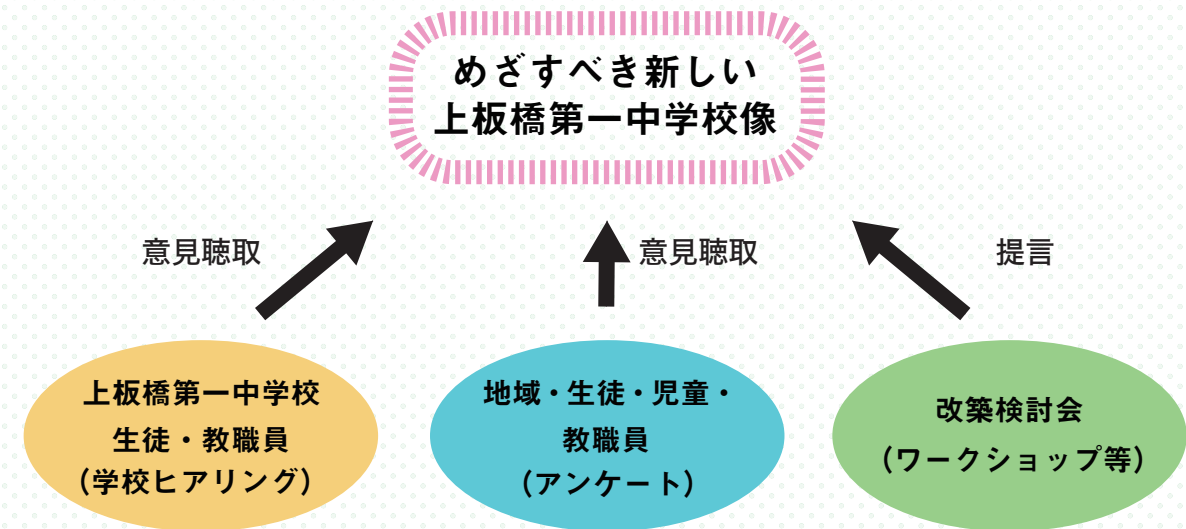 めざすべき新しい
上板橋第一中学校像
意見聴取
意見聴取
提言
上板橋第一中学校
生徒・教職員
(学校ヒアリング)
地域・生徒・児童・
教職員
(アンケート)
改築検討会
(ワークショップ等)